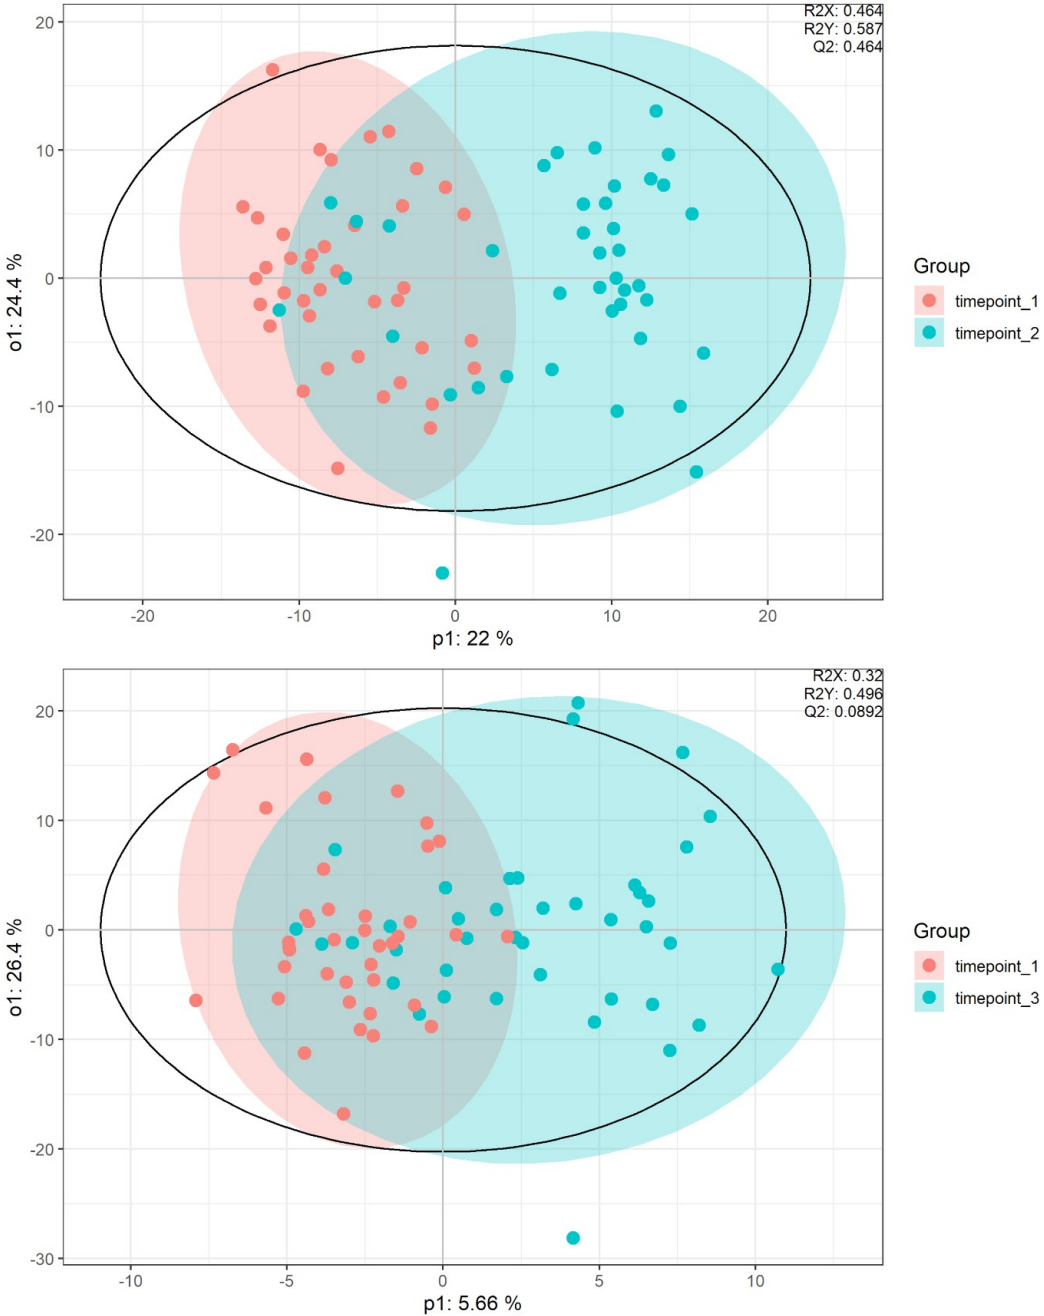 R2X: 0.464
R2Y: 0.587
Q2: 0.464
20
10
0
-10
-20
o1: 24.4 %
-20
-10
0
10
20
p1: 22 %
Group
timepoint_1
timepoint_2
R2X: 0.32
R2Y: 0.496
Q2: 0.0892
20
10
0
-10
-20
-30
o1: 26.4 %
-10
-5
0
5
10
p1: 5.66 %
Group
timepoint_1
timepoint_3